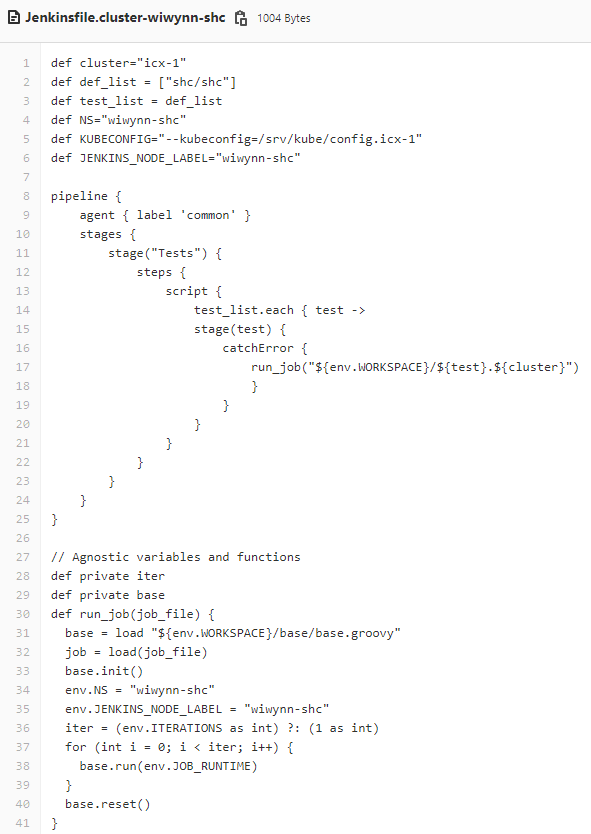 Jenkinsfile.cluster-wiwynn-shc 1004 Bytes
1 def cluster="icx-1"
2 def def_list = ["shc/shc"]
3 def test_list = def_list
4 def NS="wiwynn-shc"
5 def KUBECONFIG="--kubeconfig=/srv/kube/config.icx-1"
6 def JENKINS_NODE_LABEL="wiwynn-shc"
7
8 pipeline {
9     agent { label 'common' }
10     stages {
11         stage("Tests") {
12             steps {
13                 script {
14                     test_list.each { test ->
15                     stage(test) {
16                         catchError {
17                             run_job("${env.WORKSPACE}/${test}.${cluster}")
18                             }
19                         }
20                     }
21                 }
22             }
23         }
24     }
25 }
26
27 // Agnostic variables and functions
28 def private iter
29 def private base
30 def run_job(job_file) {
31   base = load "${env.WORKSPACE}/base/base.groovy"
32   job = load(job_file)
33   base.init()
34   env.NS = "wiwynn-shc"
35   env.JENKINS_NODE_LABEL = "wiwynn-shc"
36   iter = (env.ITERATIONS as int) ?: (1 as int)
37   for (int i = 0; i < iter; i++) {
38     base.run(env.JOB_RUNTIME)
39   }
40   base.reset()
41 }